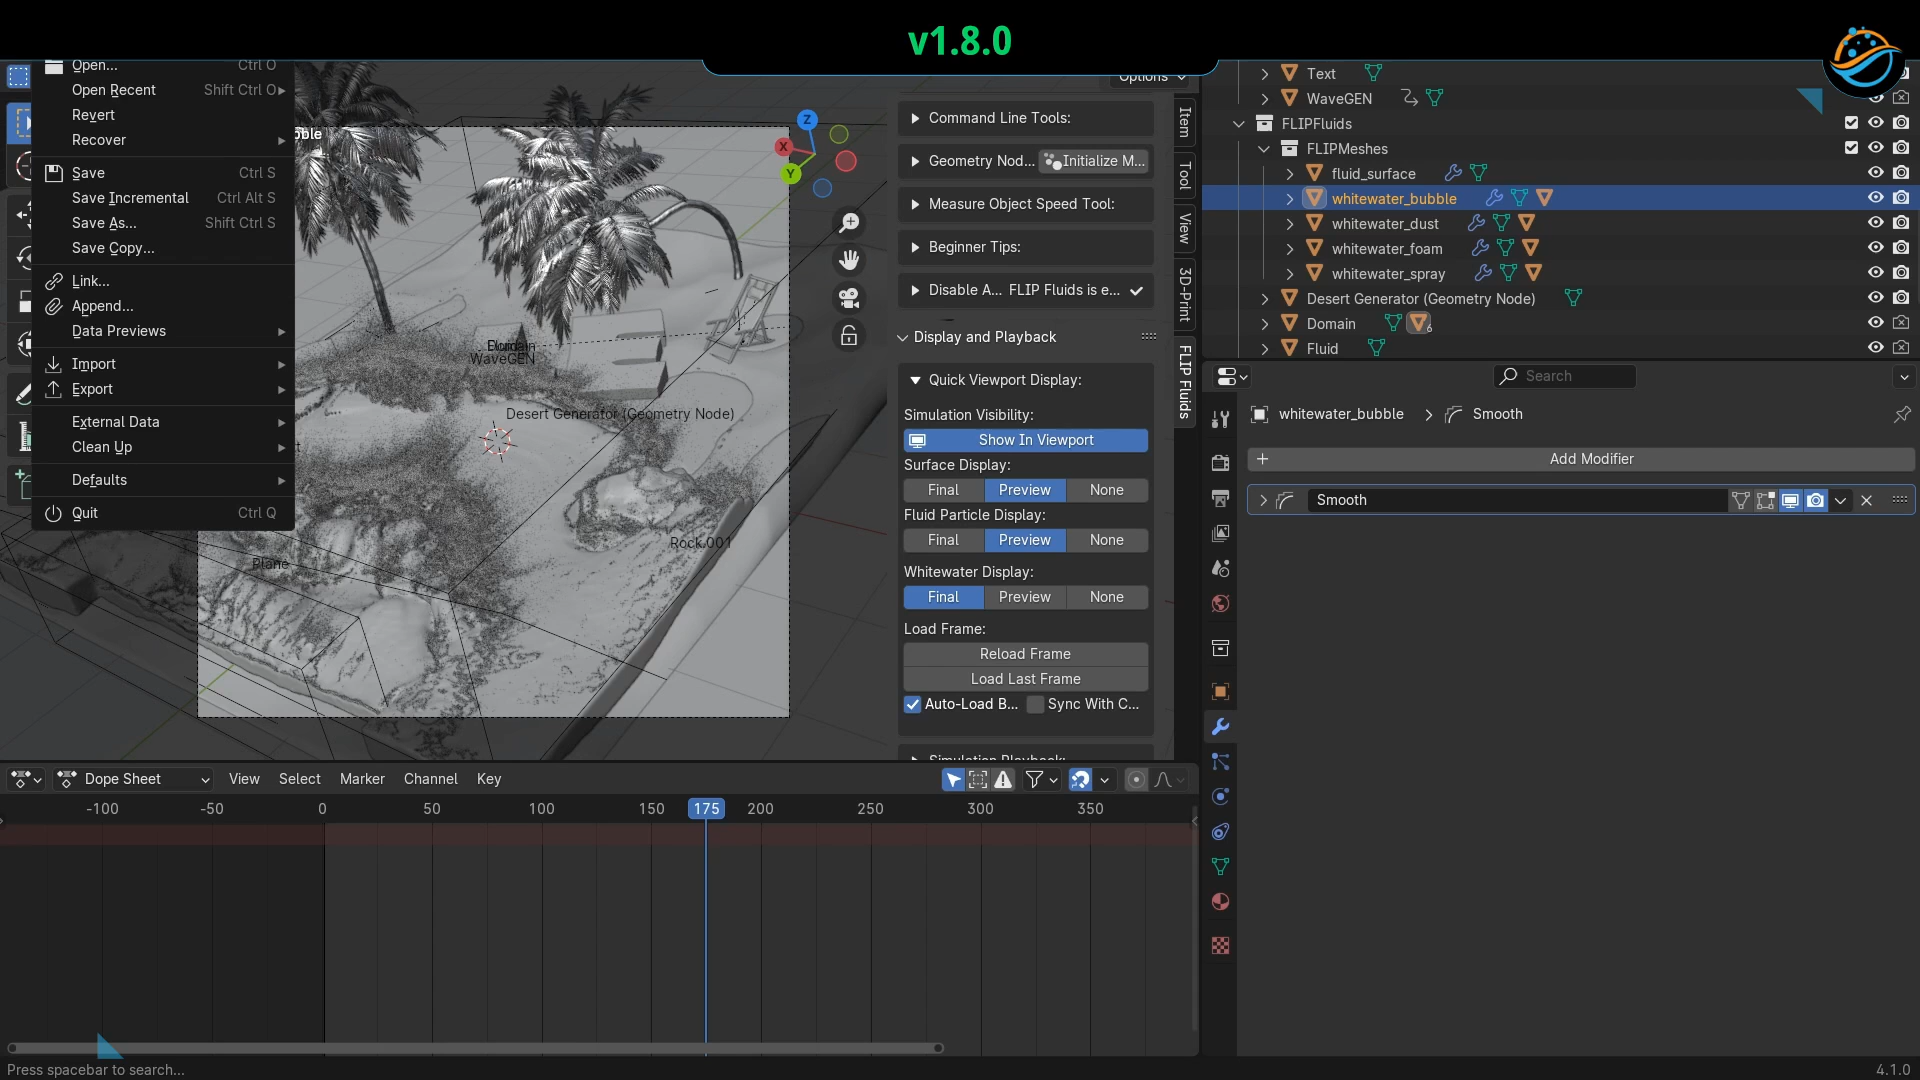 v1.8.0
Open... Ctrl O
Open Recent Shift Ctrl O
Revert
Recover
Save Ctrl S
Save Incremental Ctrl Alt S
Save As... Shift Ctrl S
Save Copy...
Link...
Append...
Data Previews
Import
Export
External Data
Clean Up
Defaults
Quit Ctrl Q
Options
Z
X
Y
WaveGEN
Desert Generator (Geometry Node)
Rock.001
Plane
Command Line Tools:
Geometry Nod... Initialize M...
Measure Object Speed Tool:
Beginner Tips:
Disable A... FLIP Fluids is e...
Display and Playback
Quick Viewport Display:
Simulation Visibility:
Show In Viewport
Surface Display:
Final Preview None
Fluid Particle Display:
Final Preview None
Whitewater Display:
Final Preview None
Load Frame:
Reload Frame
Load Last Frame
Auto-Load B... Sync With C...
Simulation Playback:
Item
Tool
View
3D-Print
FLIP Fluids
Text
WaveGEN
FLIPFluids
FLIPMeshes
fluid_surface
whitewater_bubble
whitewater_dust
whitewater_foam
whitewater_spray
Desert Generator (Geometry Node)
Domain 6
Fluid
Search
whitewater_bubble > Smooth
Add Modifier
Smooth
Dope Sheet View Select Marker Channel Key
-100 -50 0 50 100 150 175 200 250 300 350
Press spacebar to search...
4.1.0